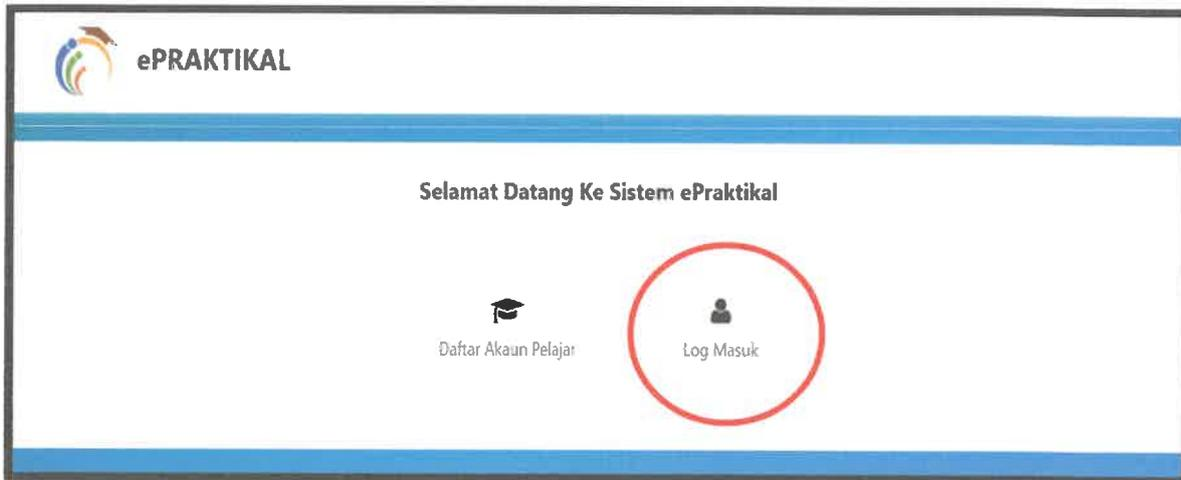 ePRAKTIKAL
Selamat Datang Ke Sistem ePraktikal
Daftar Akaun Pelajar
Log Masuk